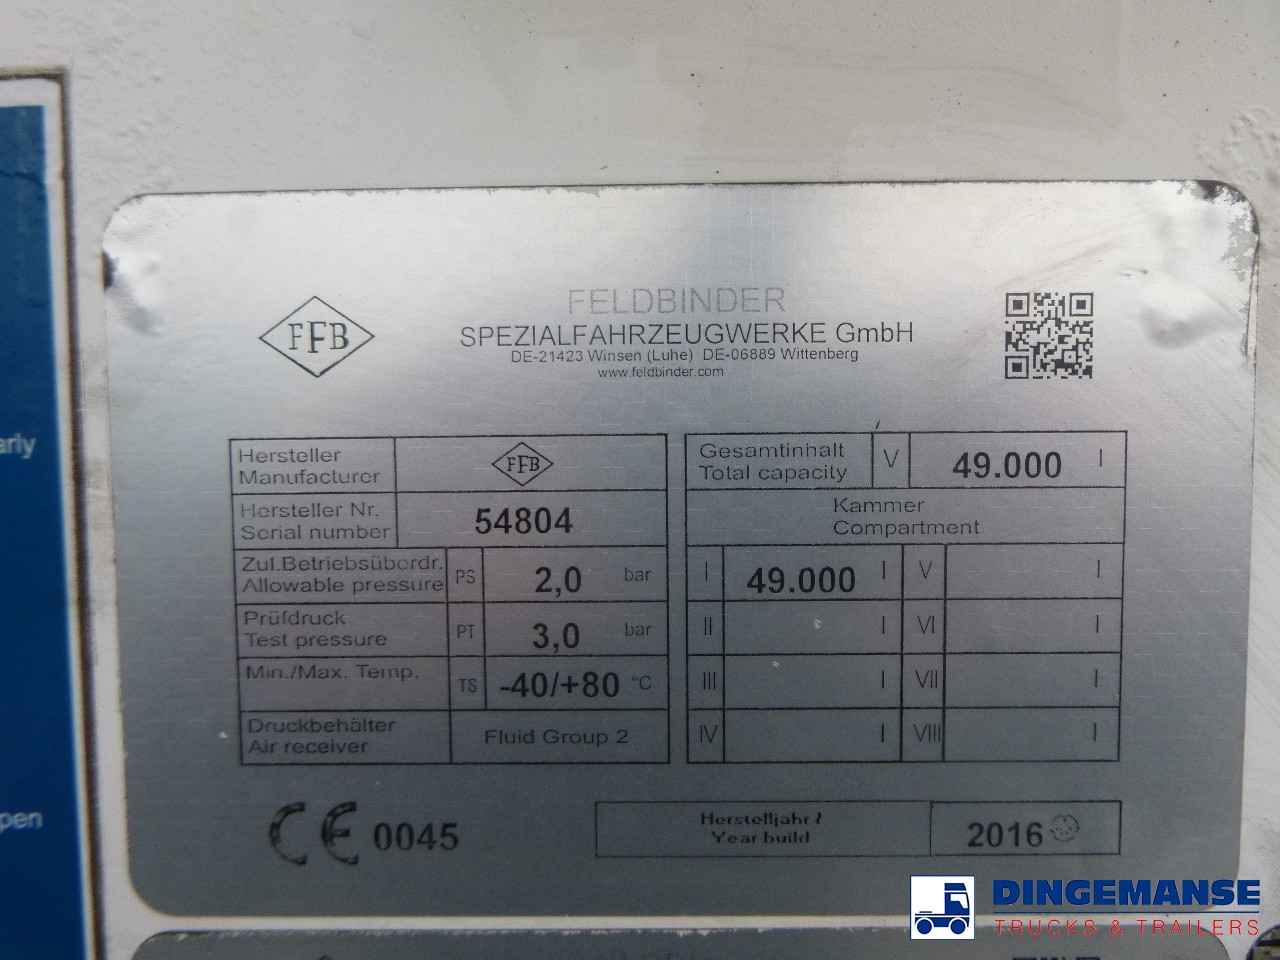 FELDBINDER
SPEZIALFAHRZEUGWERKE GmbH
DE-21423 Winsen (Luhe) DE-06889 Wittenberg
www.feldbinder.com
FFB
Hersteller
Manufacturer
FFB
Hersteller Nr.
Serial number
54804
Zul.Betriebsüberdr.
Allowable pressure
PS
2,0 bar
Prüfdruck
Test pressure
PT
3,0 bar
Min./Max. Temp.
TS
-40/+80 °C
Druckbehälter
Air receiver
Fluid Group 2
Gesamtinhalt
Total capacity
V
49.000 l
Kammer
Compartment
I 49.000 l V l
II l VI l
III l VII l
IV l VIII l
CE 0045
Herstelljahr /
Year build
2016
arly
pen
DINGEMANSE
TRUCKS & TRAILERS